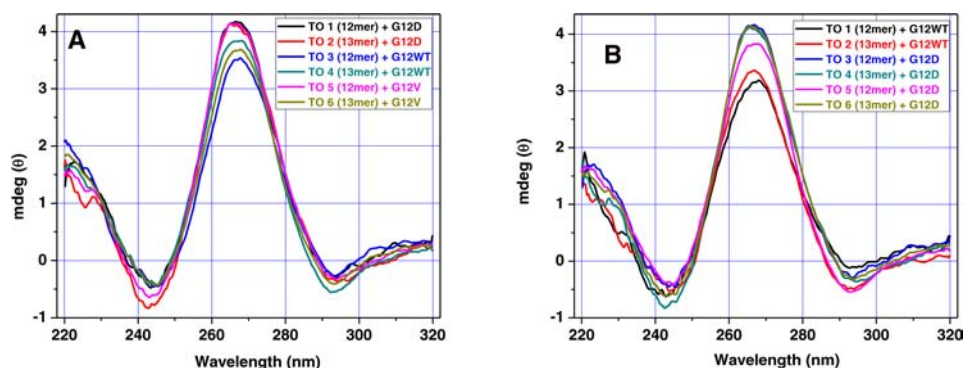 A
TO 1 (12mer) + G12D
TO 2 (13mer) + G12D
TO 3 (12mer) + G12WT
TO 4 (13mer) + G12WT
TO 5 (12mer) + G12V
TO 6 (13mer) + G12V
mdeg (θ)
4
3
2
1
0
-1
220 240 260 280 300 320
Wavelength (nm)
B
TO 1 (12mer) + G12WT
TO 2 (13mer) + G12WT
TO 3 (12mer) + G12D
TO 4 (13mer) + G12D
TO 5 (12mer) + G12D
TO 6 (13mer) + G12D
mdeg (θ)
4
3
2
1
0
-1
220 240 260 280 300 320
Wavelength (nm)